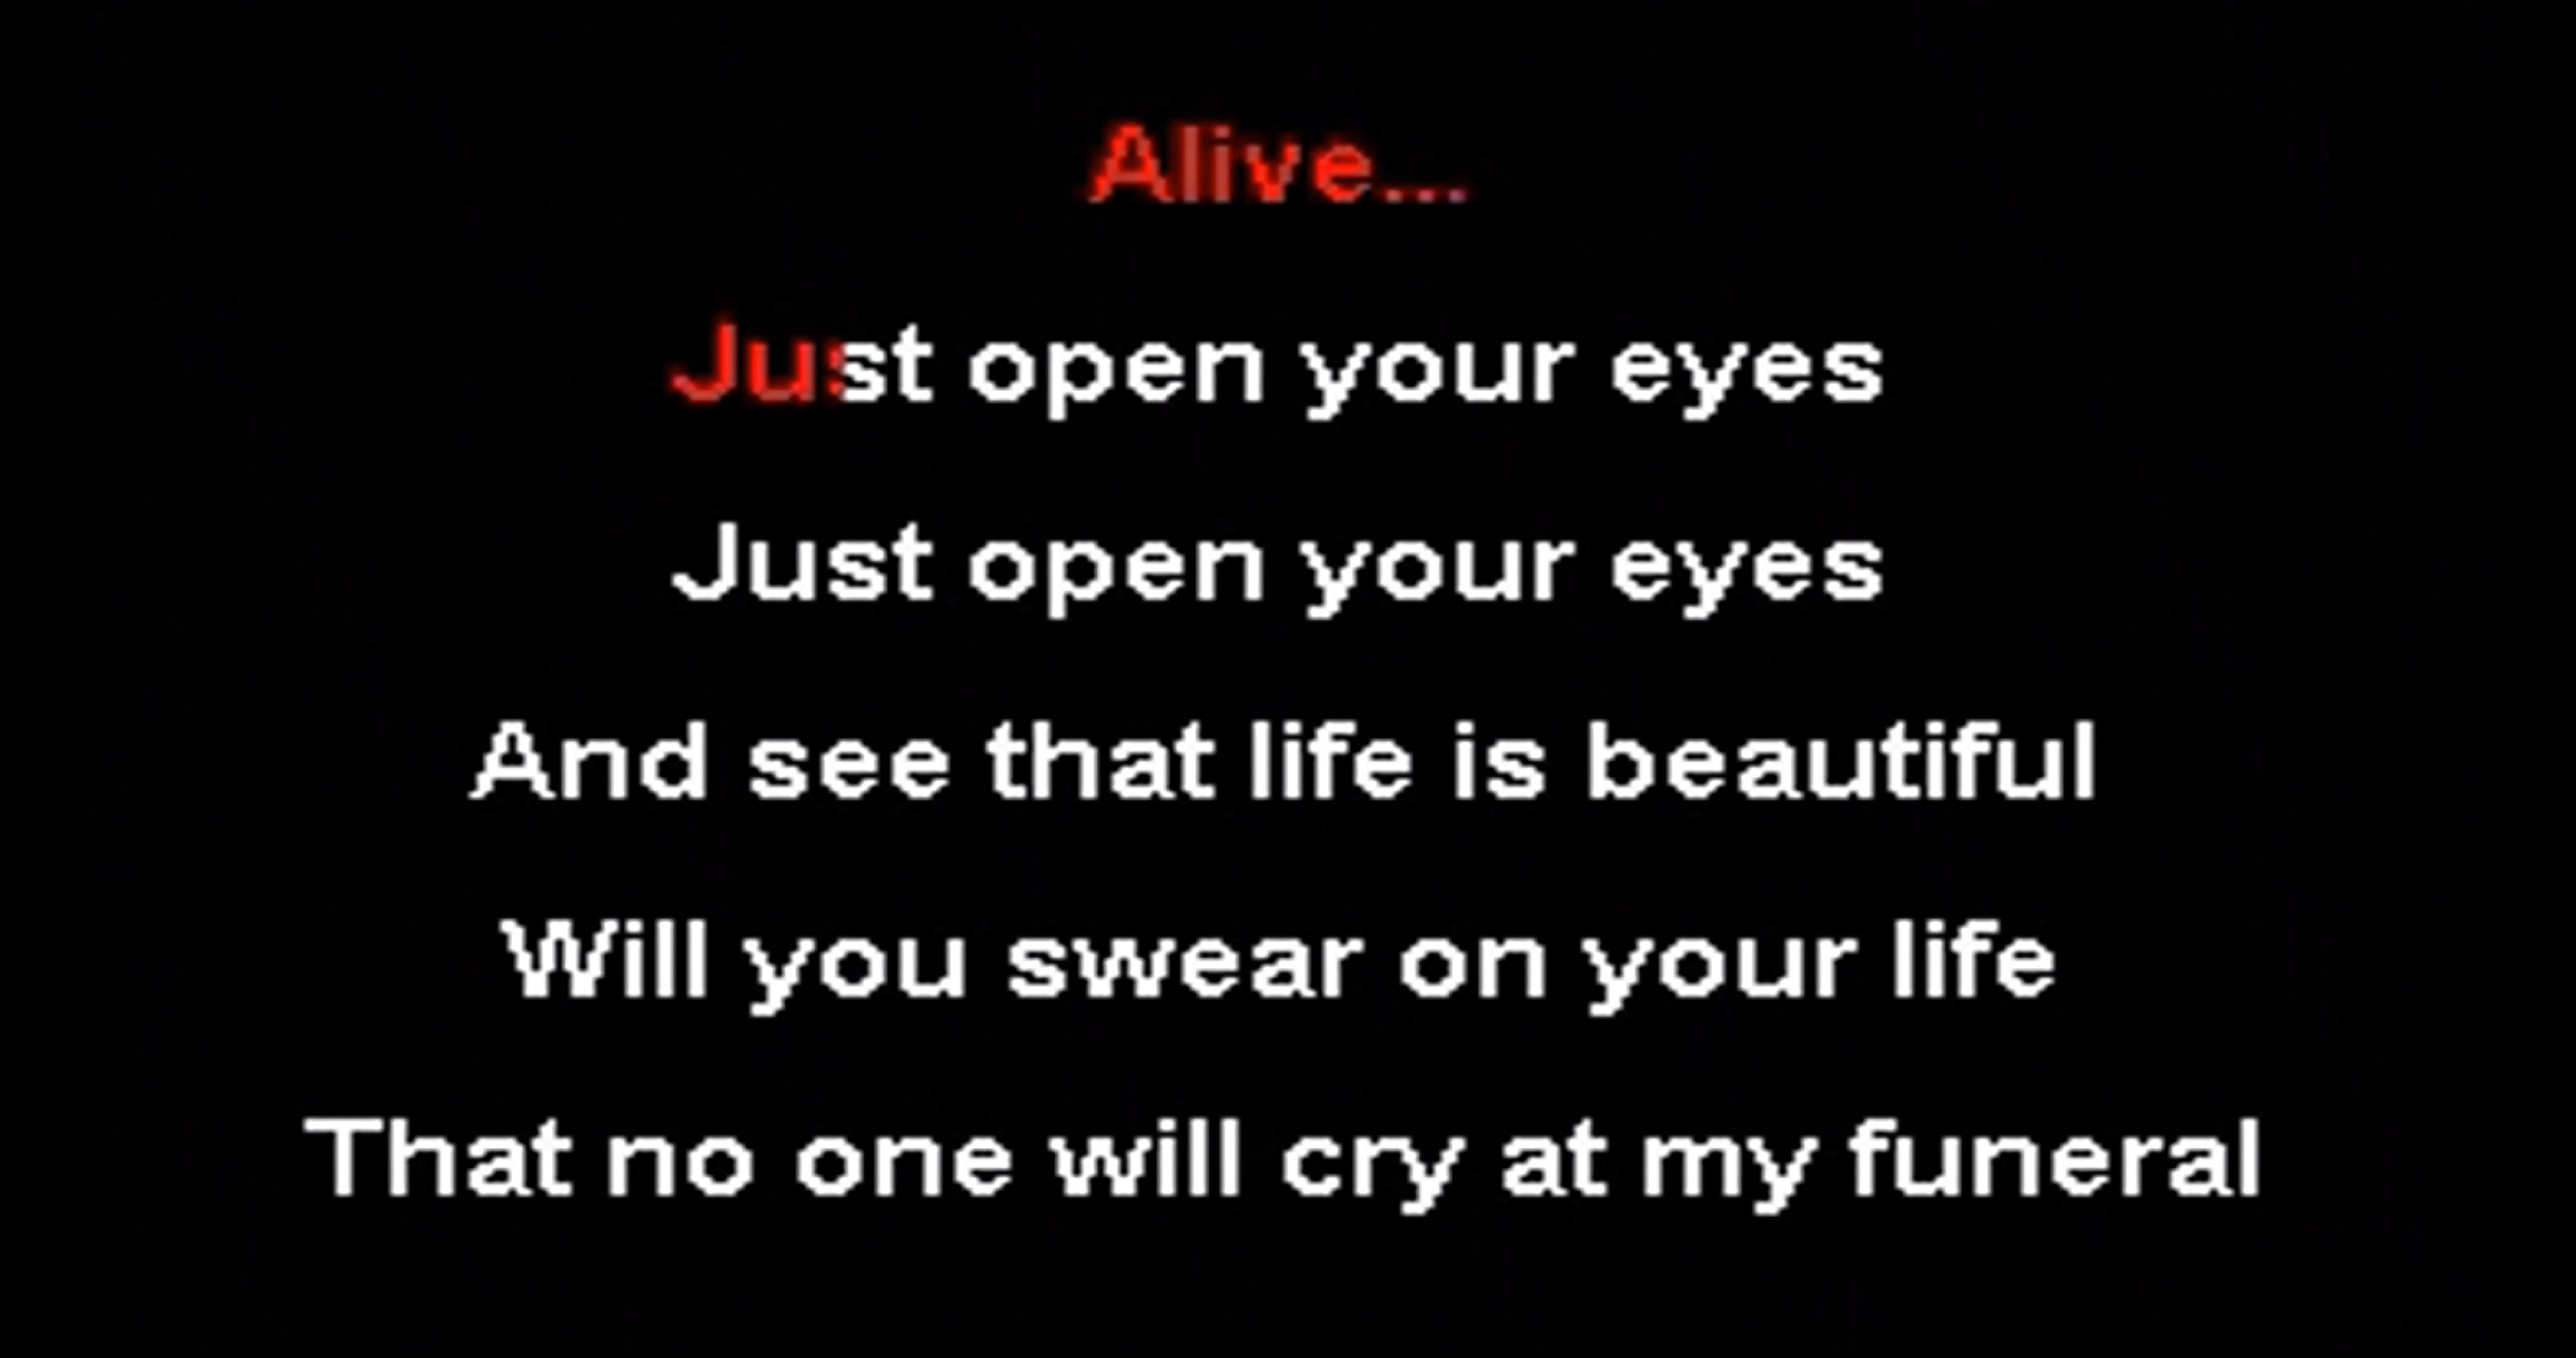 Alive...
Just open your eyes
Just open your eyes
And see that life is beautiful
Will you swear on your life
That no one will cry at my funeral